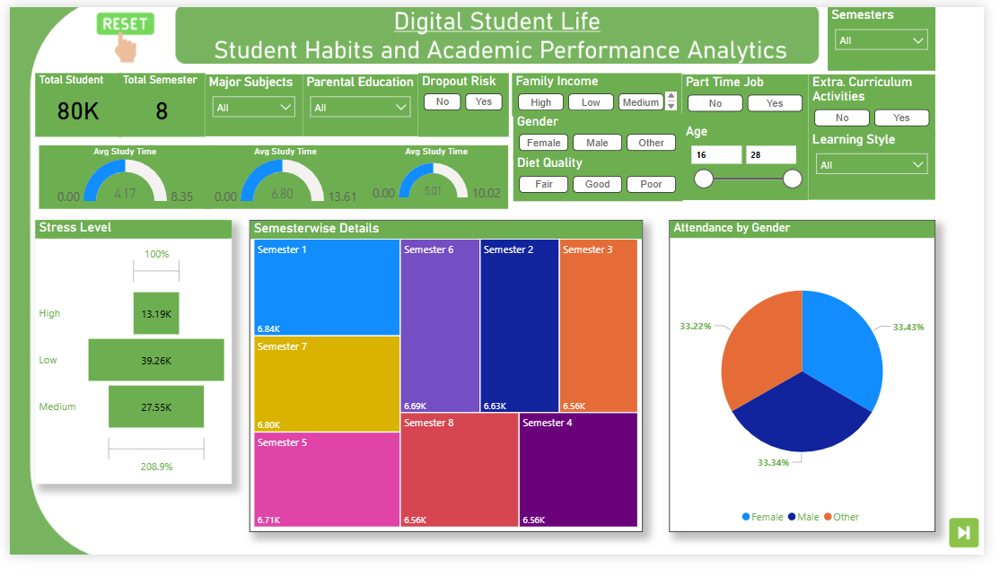 RESET
Digital Student Life
Student Habits and Academic Performance Analytics
Semesters
All
Total Student
80K
Total Semester
8
Major Subjects
All
Parental Education
All
Dropout Risk
No Yes
Family Income
High Low Medium
Gender
Female Male Other
Diet Quality
Fair Good Poor
Part Time Job
No Yes
Age
16 28
Extra. Curriculum
Activities
No Yes
Learning Style
All
Avg Study Time
0.00 4.17 8.35
Avg Study Time
0.00 6.80 13.61
Avg Study Time
0.00 5.01 10.02
Stress Level
100%
High 13.19K
Low 39.26K
Medium 27.55K
208.9%
Semesterwise Details
Semester 1
6.84K
Semester 7
6.80K
Semester 5
6.71K
Semester 6
6.69K
Semester 2
6.63K
Semester 3
6.56K
Semester 8
6.56K
Semester 4
6.56K
Attendance by Gender
33.22%
33.43%
33.34%
Female Male Other